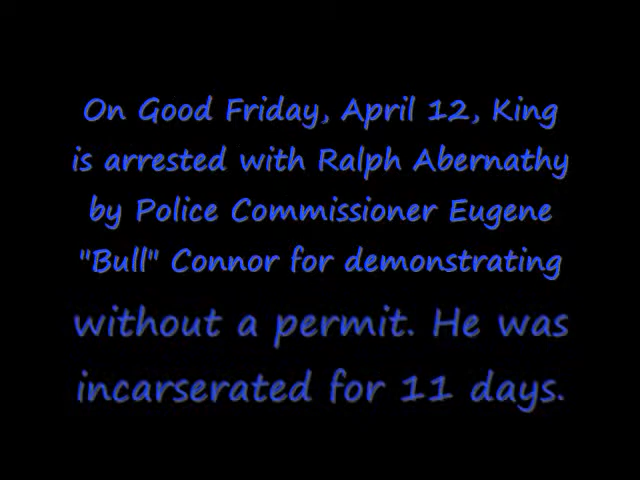 On Good Friday, April 12, King
is arrested with Ralph Abernathy
by Police Commissioner Eugene
"Bull" Connor for demonstrating
without a permit. He was
incarserated for 11 days.